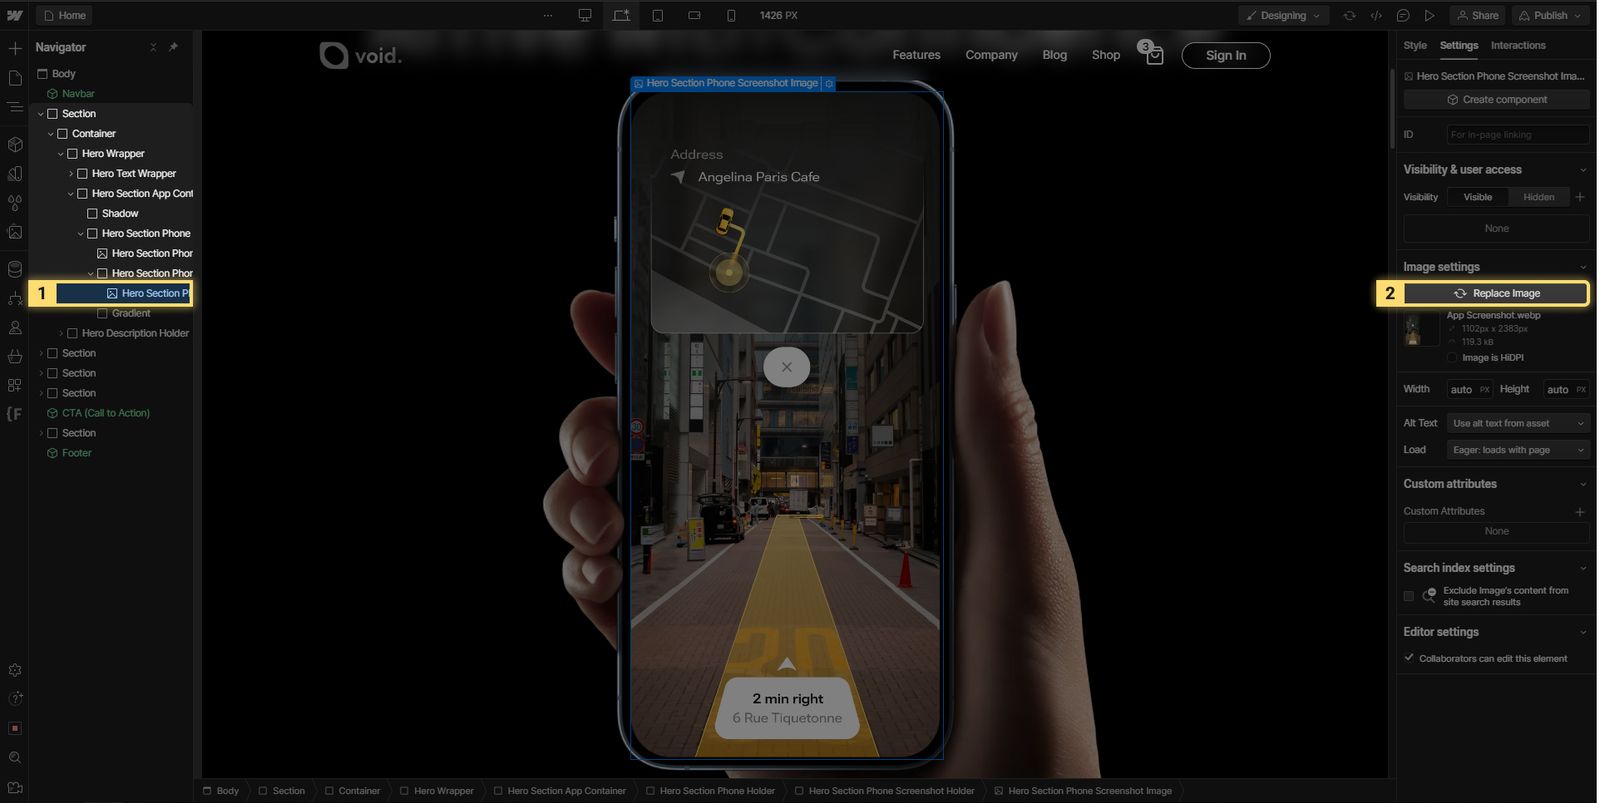 Home
...
1426 PX
Designing
Share
Publish
Navigator
Body
Navbar
Section
Container
Hero Wrapper
Hero Text Wrapper
Hero Section App Cont
Shadow
Hero Section Phone
Hero Section Phor
Hero Section Phor
1
Hero Section P
Gradient
Hero Description Holder
Section
Section
Section
CTA (Call to Action)
Section
Footer
void.
Features
Company
Blog
Shop
3
Sign In
Hero Section Phone Screenshot Image
Address
Angelina Paris Cafe
30
2 min right
6 Rue Tiquetonne
Style
Settings
Interactions
Hero Section Phone Screenshot Ima...
Create component
ID
For in-page linking
Visibility & user access
Visibility
Visible
Hidden
None
Image settings
2
Replace Image
App Screenshot.webp
1102px x 2383px
119.3 kB
Image is HiDPI
Width
auto PX
Height
auto PX
Alt Text
Use alt text from asset
Load
Eager: loads with page
Custom attributes
Custom Attributes
None
Search index settings
Exclude Image's content from
site search results
Editor settings
Collaborators can edit this element
Body
Section
Container
Hero Wrapper
Hero Section App Container
Hero Section Phone Holder
Hero Section Phone Screenshot Holder
Hero Section Phone Screenshot Image